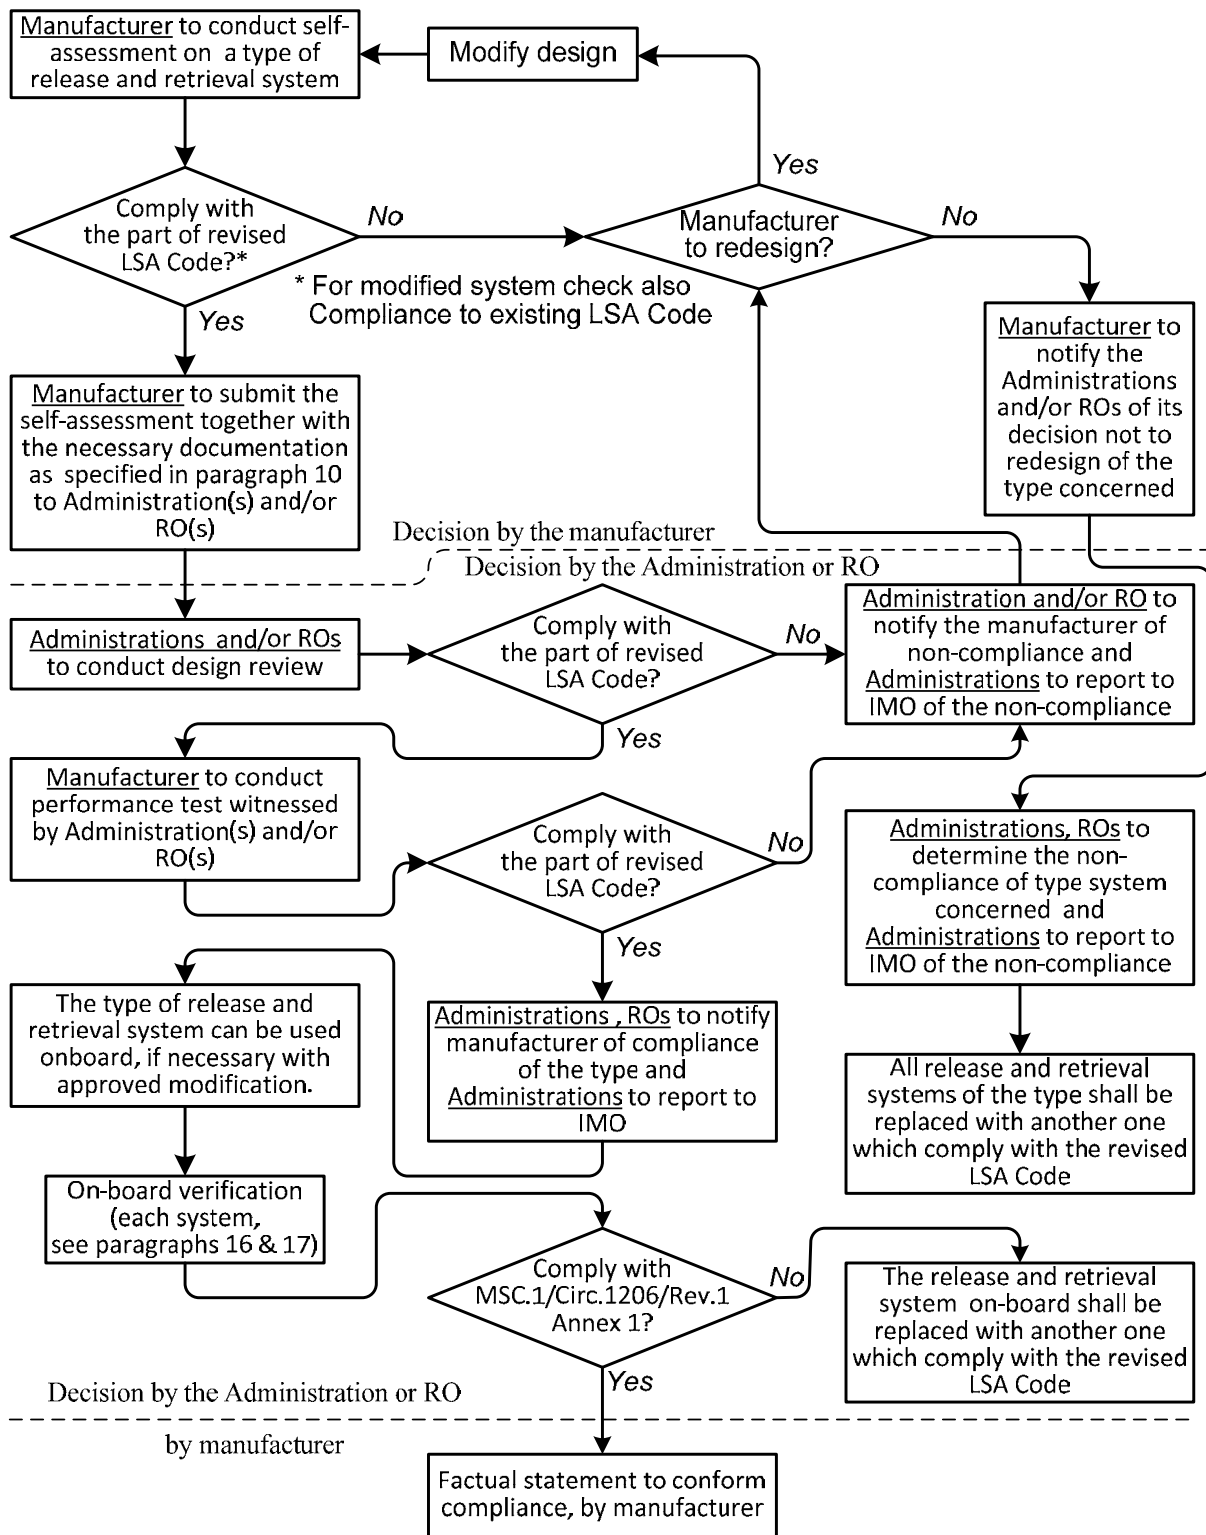 Manufacturer to conduct self-
assessment on a type of
release and retrieval system
Modify design
Yes
Comply with
the part of revised
LSA Code?*
No
Manufacturer
to redesign?
No
* For modified system check also
Compliance to existing LSA Code
Yes
Manufacturer to
notify the
Administrations
and/or ROs of its
decision not to
redesign of the
type concerned
Manufacturer to submit the
self-assessment together with
the necessary documentation
as specified in paragraph 10
to Administration(s) and/or
RO(s)
Decision by the manufacturer
Decision by the Administration or RO
Administrations and/or ROs
to conduct design review
Comply with
the part of revised
LSA Code?
No
Administration and/or RO to
notify the manufacturer of
non-compliance and
Administrations to report to
IMO of the non-compliance
Yes
Manufacturer to conduct
performance test witnessed
by Administration(s) and/or
RO(s)
Comply with
the part of revised
LSA Code?
No
Administrations, ROs to
determine the non-
compliance of type system
concerned and
Administrations to report to
IMO of the non-compliance
Yes
The type of release and
retrieval system can be used
onboard, if necessary with
approved modification.
Administrations , ROs to notify
manufacturer of compliance
of the type and
Administrations to report to
IMO
All release and retrieval
systems of the type shall be
replaced with another one
which comply with the revised
LSA Code
On-board verification
(each system,
see paragraphs 16 & 17)
Comply with
MSC.1/Circ.1206/Rev.1
Annex 1?
No
The release and retrieval
system on-board shall be
replaced with another one
which comply with the revised
LSA Code
Yes
Decision by the Administration or RO
by manufacturer
Factual statement to conform
compliance, by manufacturer